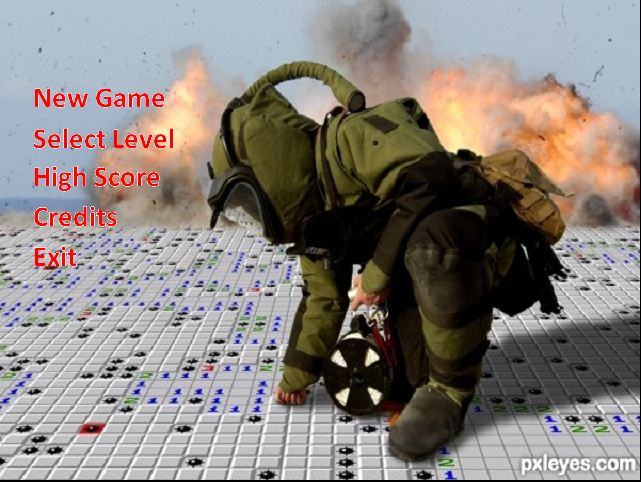 New Game
Select Level
High Score
Credits
Exit
pxleyes.com